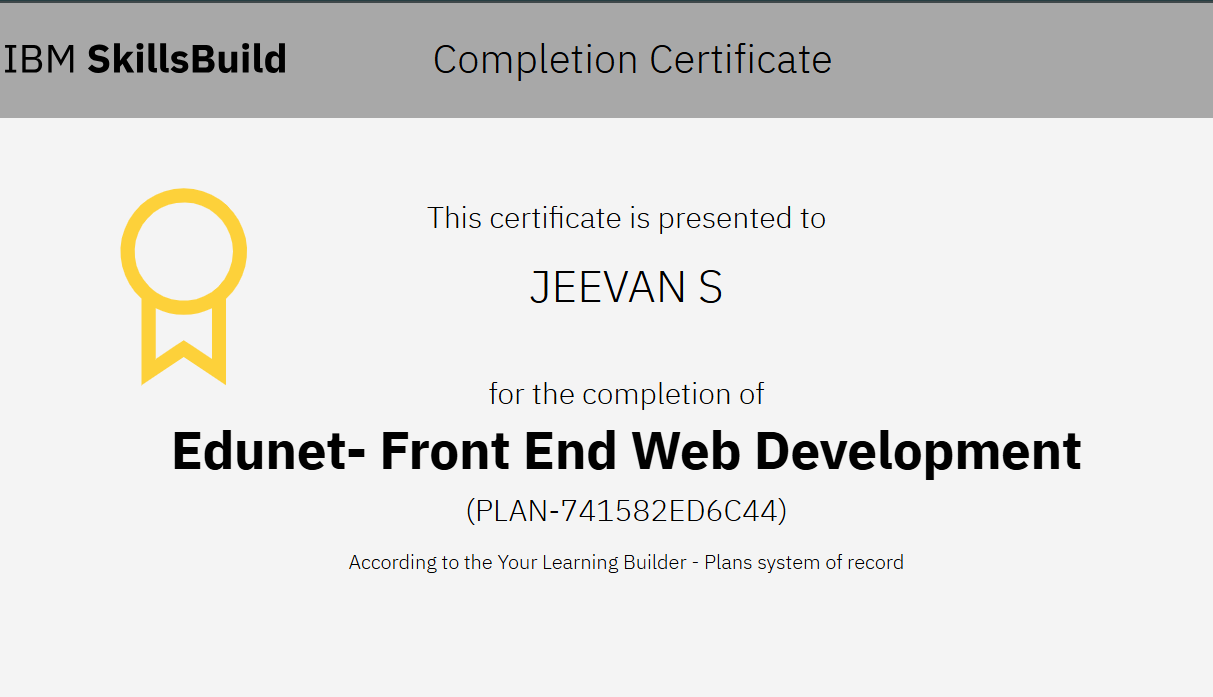 IBM SkillsBuild
Completion Certificate
This certificate is presented to
JEEVAN S
for the completion of
Edunet- Front End Web Development
(PLAN-741582ED6C44)
According to the Your Learning Builder - Plans system of record